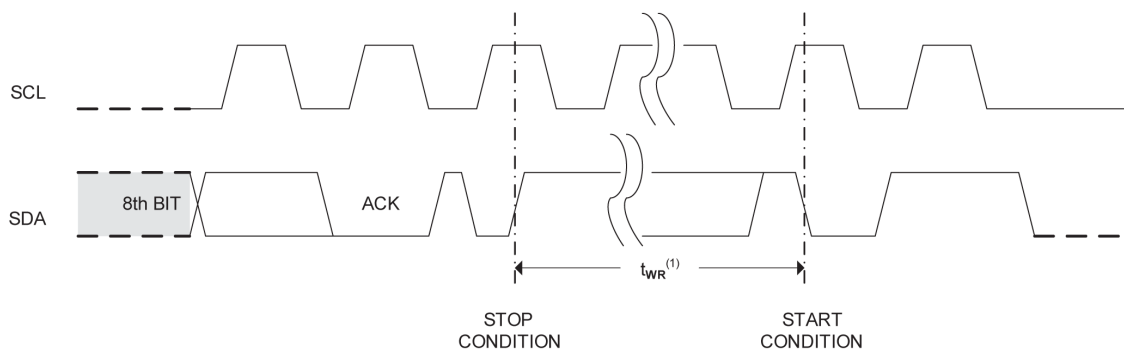 SCL
SDA
8th BIT
ACK
tWR(1)
STOP
CONDITION
START
CONDITION